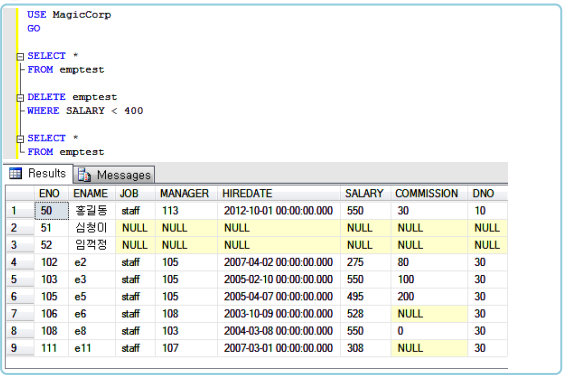 USE MagicCorp
GO
SELECT *
FROM emptest
DELETE emptest
WHERE SALARY < 400
SELECT *
FROM emptest
Results Messages
ENO ENAME JOB MANAGER HIREDATE SALARY COMMISSION DNO
1 50 홍길동 staff 113 2012-10-01 00:00:00.000 550 30 10
2 51 심청이 NULL NULL NULL NULL NULL NULL
3 52 임꺽정 NULL NULL NULL NULL NULL NULL
4 102 e2 staff 105 2007-04-02 00:00:00.000 275 80 30
5 103 e3 staff 105 2005-02-10 00:00:00.000 550 100 30
6 105 e5 staff 105 2005-04-07 00:00:00.000 495 200 30
7 106 e6 staff 108 2003-10-09 00:00:00.000 528 NULL 30
8 108 e8 staff 103 2004-03-08 00:00:00.000 550 0 30
9 111 e11 staff 107 2007-03-01 00:00:00.000 308 NULL 30